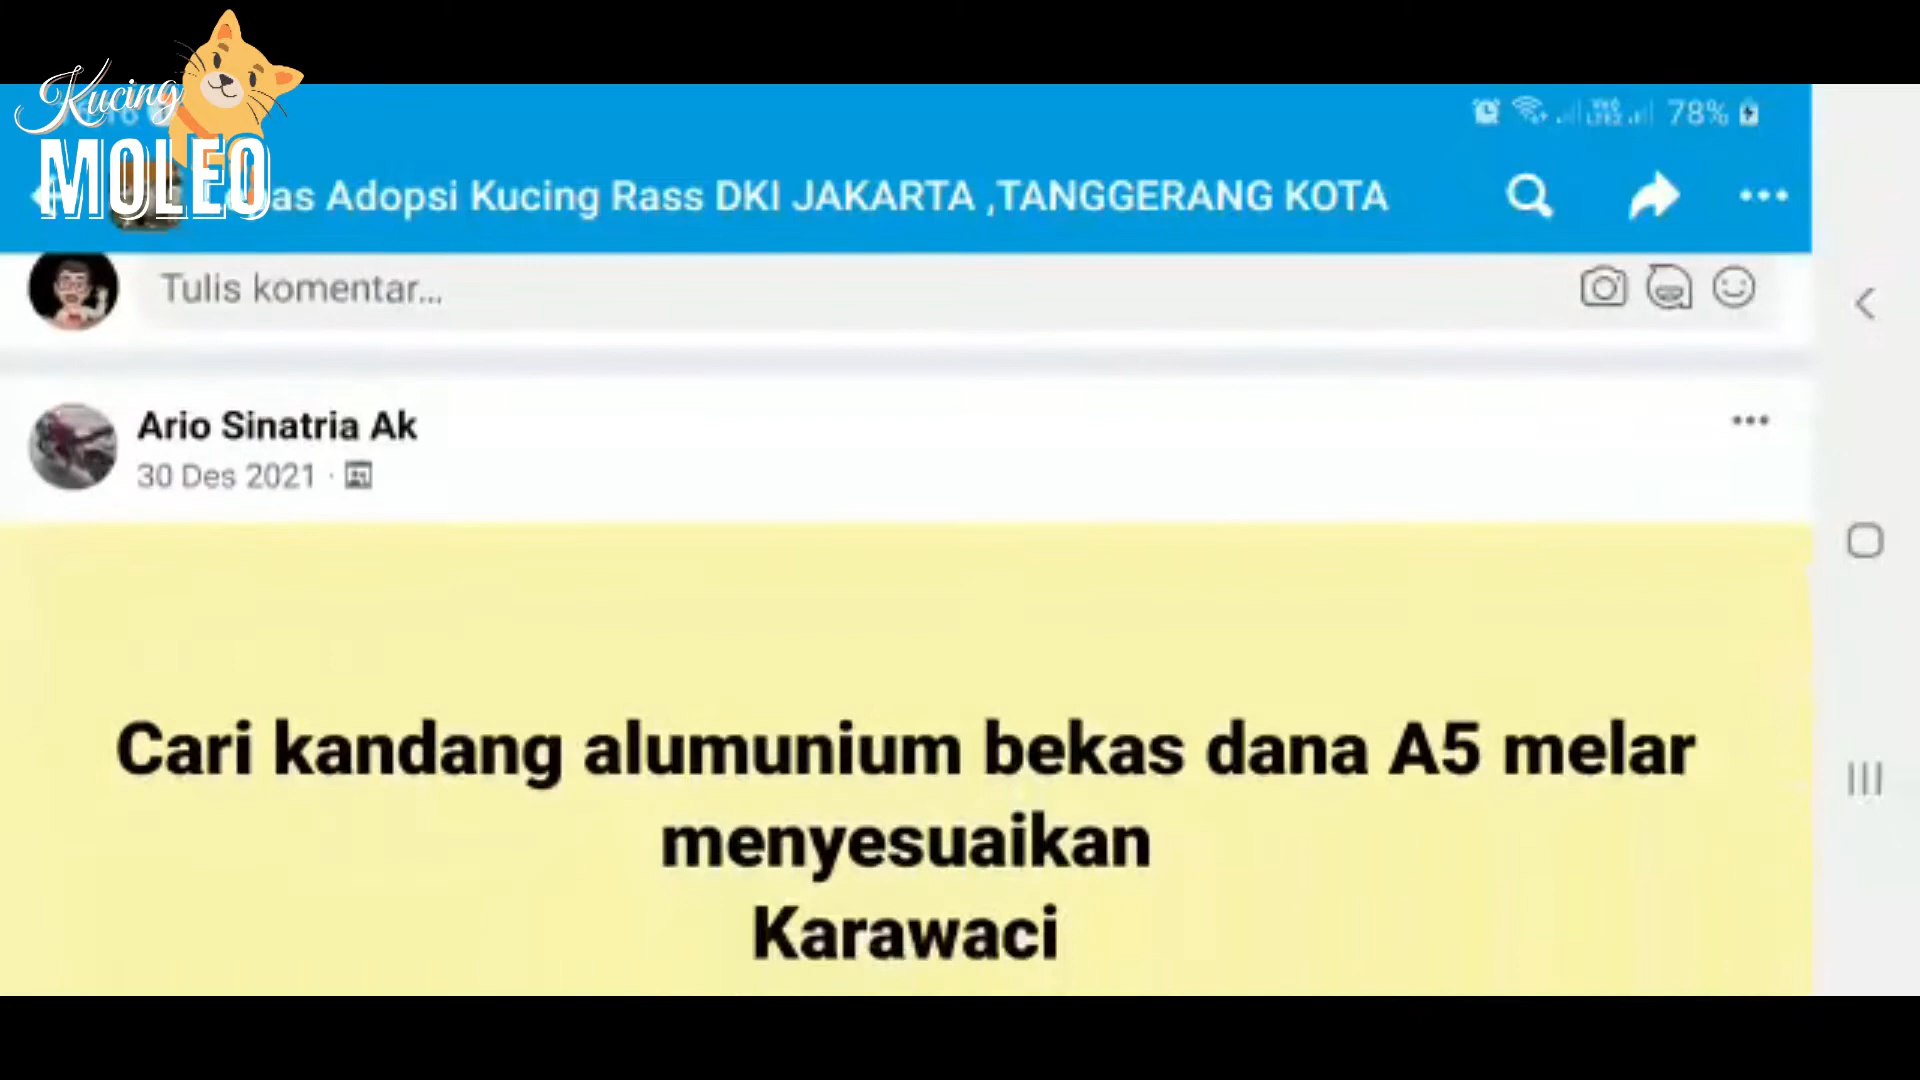 Kucing
MOLEO
78%
as Adopsi Kucing Rass DKI JAKARTA ,TANGGERANG KOTA
Tulis komentar...
Ario Sinatria Ak
30 Des 2021
Cari kandang alumunium bekas dana A5 melar
menyesuaikan
Karawaci